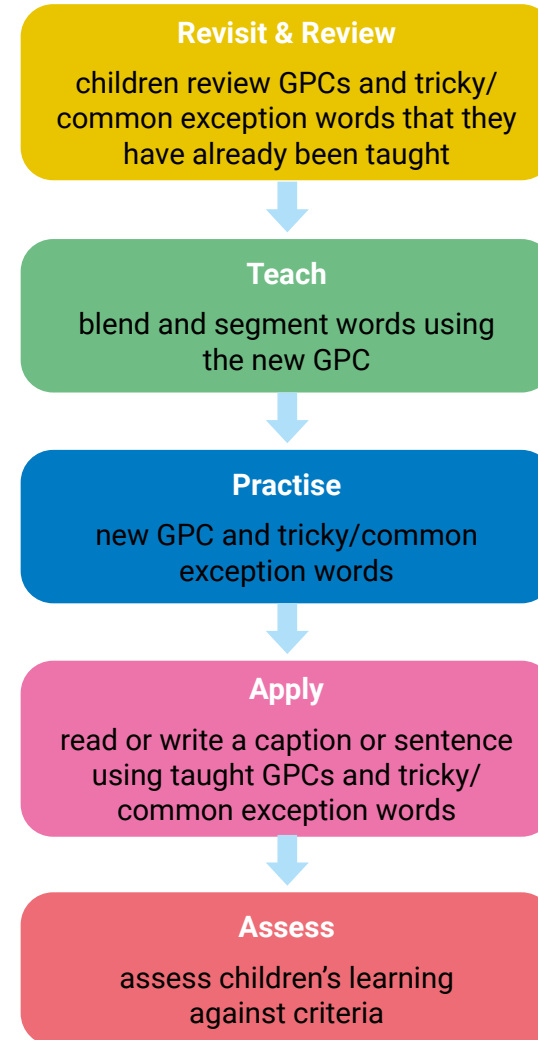 Revisit & Review
children review GPCs and tricky/
common exception words that they
have already been taught
Teach
blend and segment words using
the new GPC
Practise
new GPC and tricky/common
exception words
Apply
read or write a caption or sentence
using taught GPCs and tricky/
common exception words
Assess
assess children's learning
against criteria